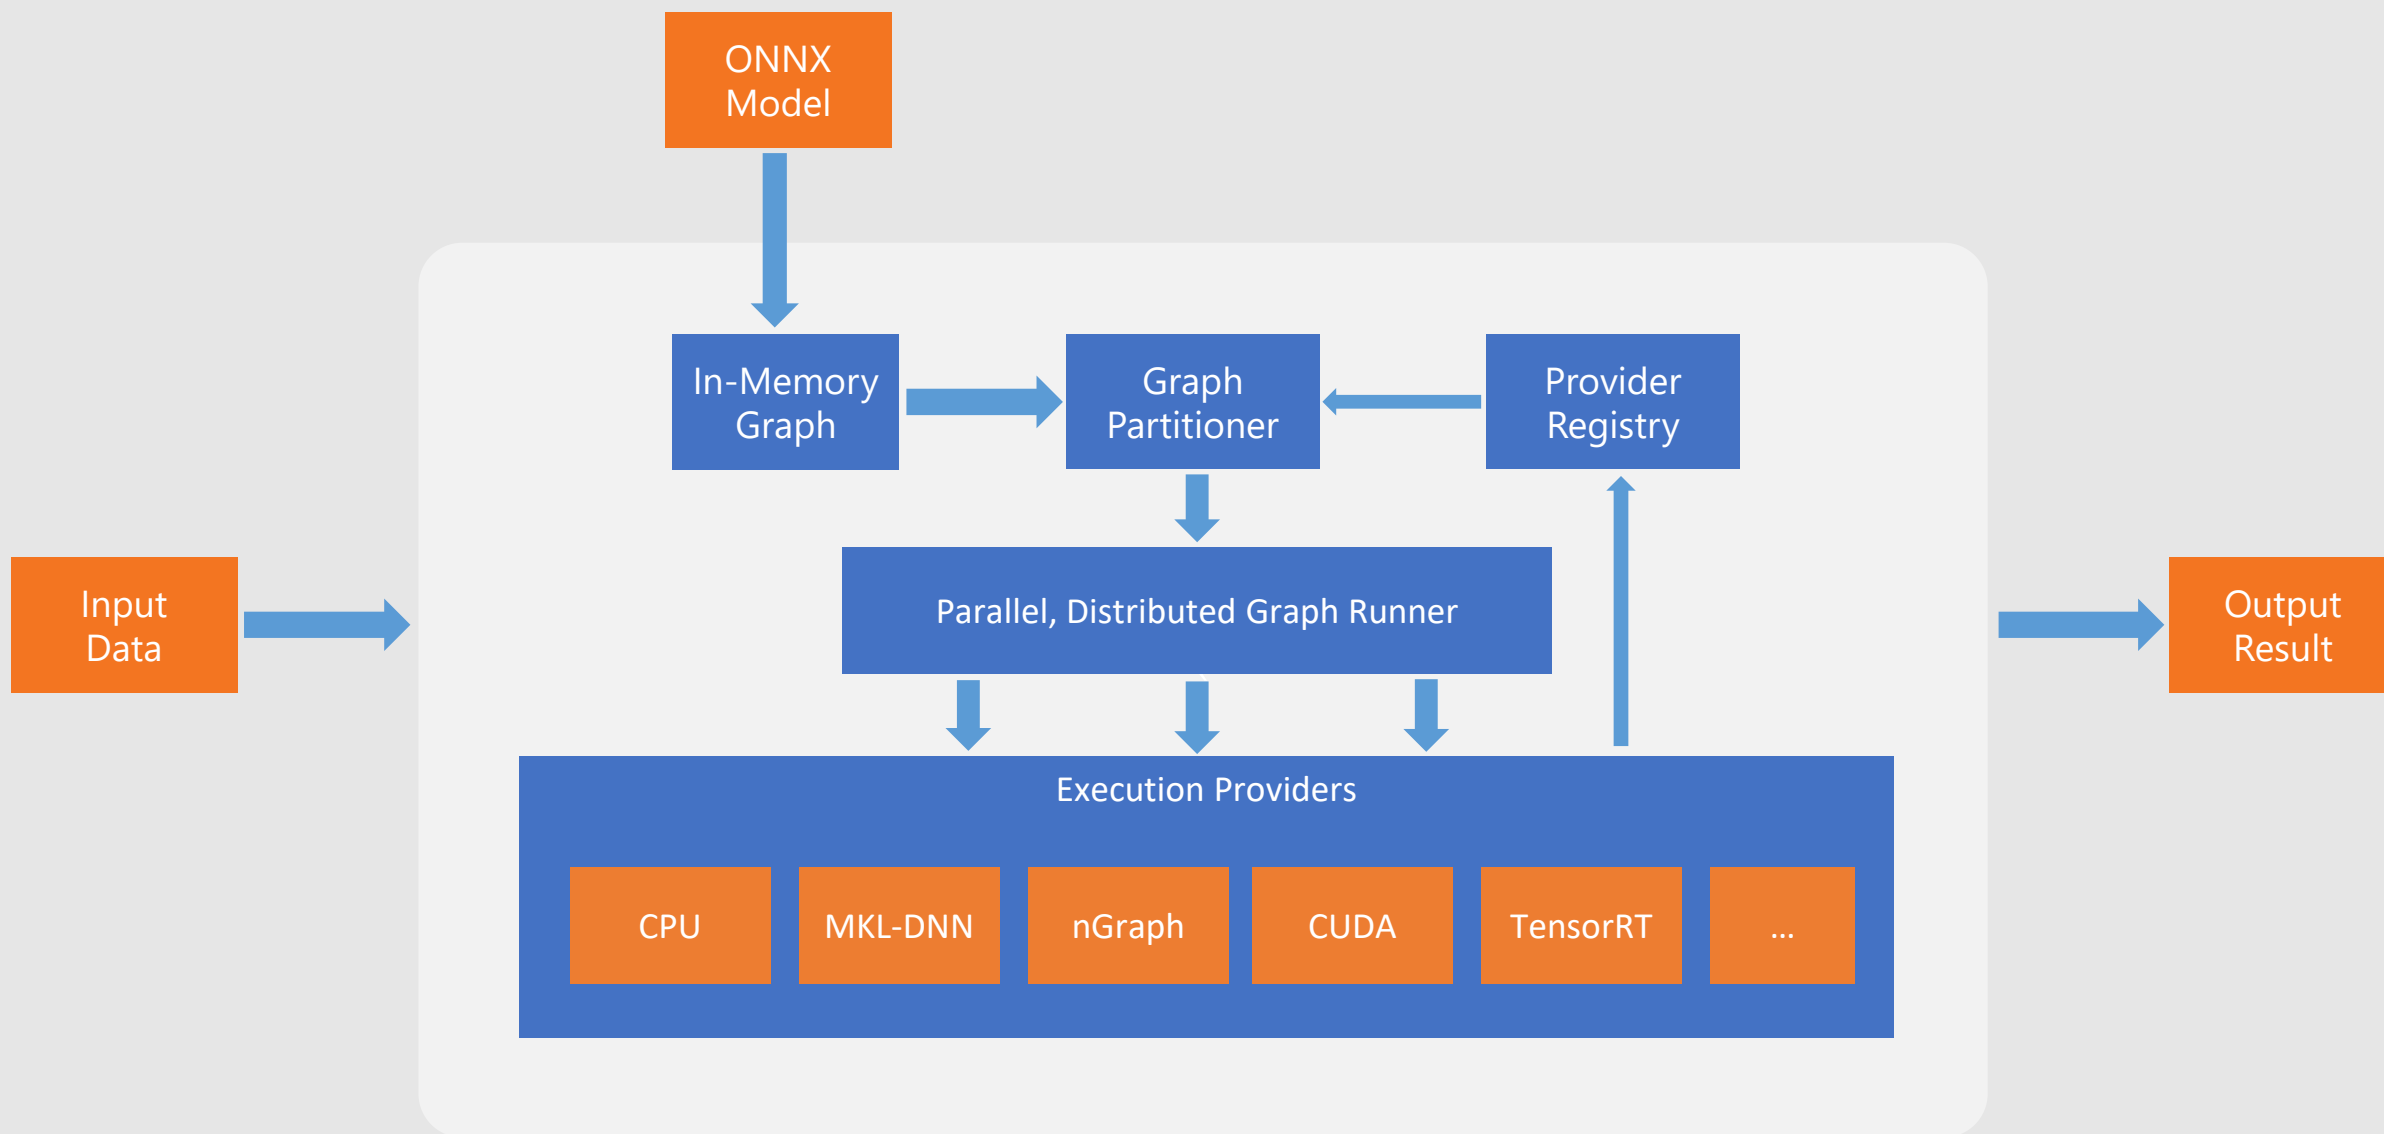 ONNX
Model
In-Memory
Graph
Graph
Partitioner
Provider
Registry
Input
Data
Parallel, Distributed Graph Runner
Output
Result
Execution Providers
CPU
MKL-DNN
nGraph
CUDA
TensorRT
...